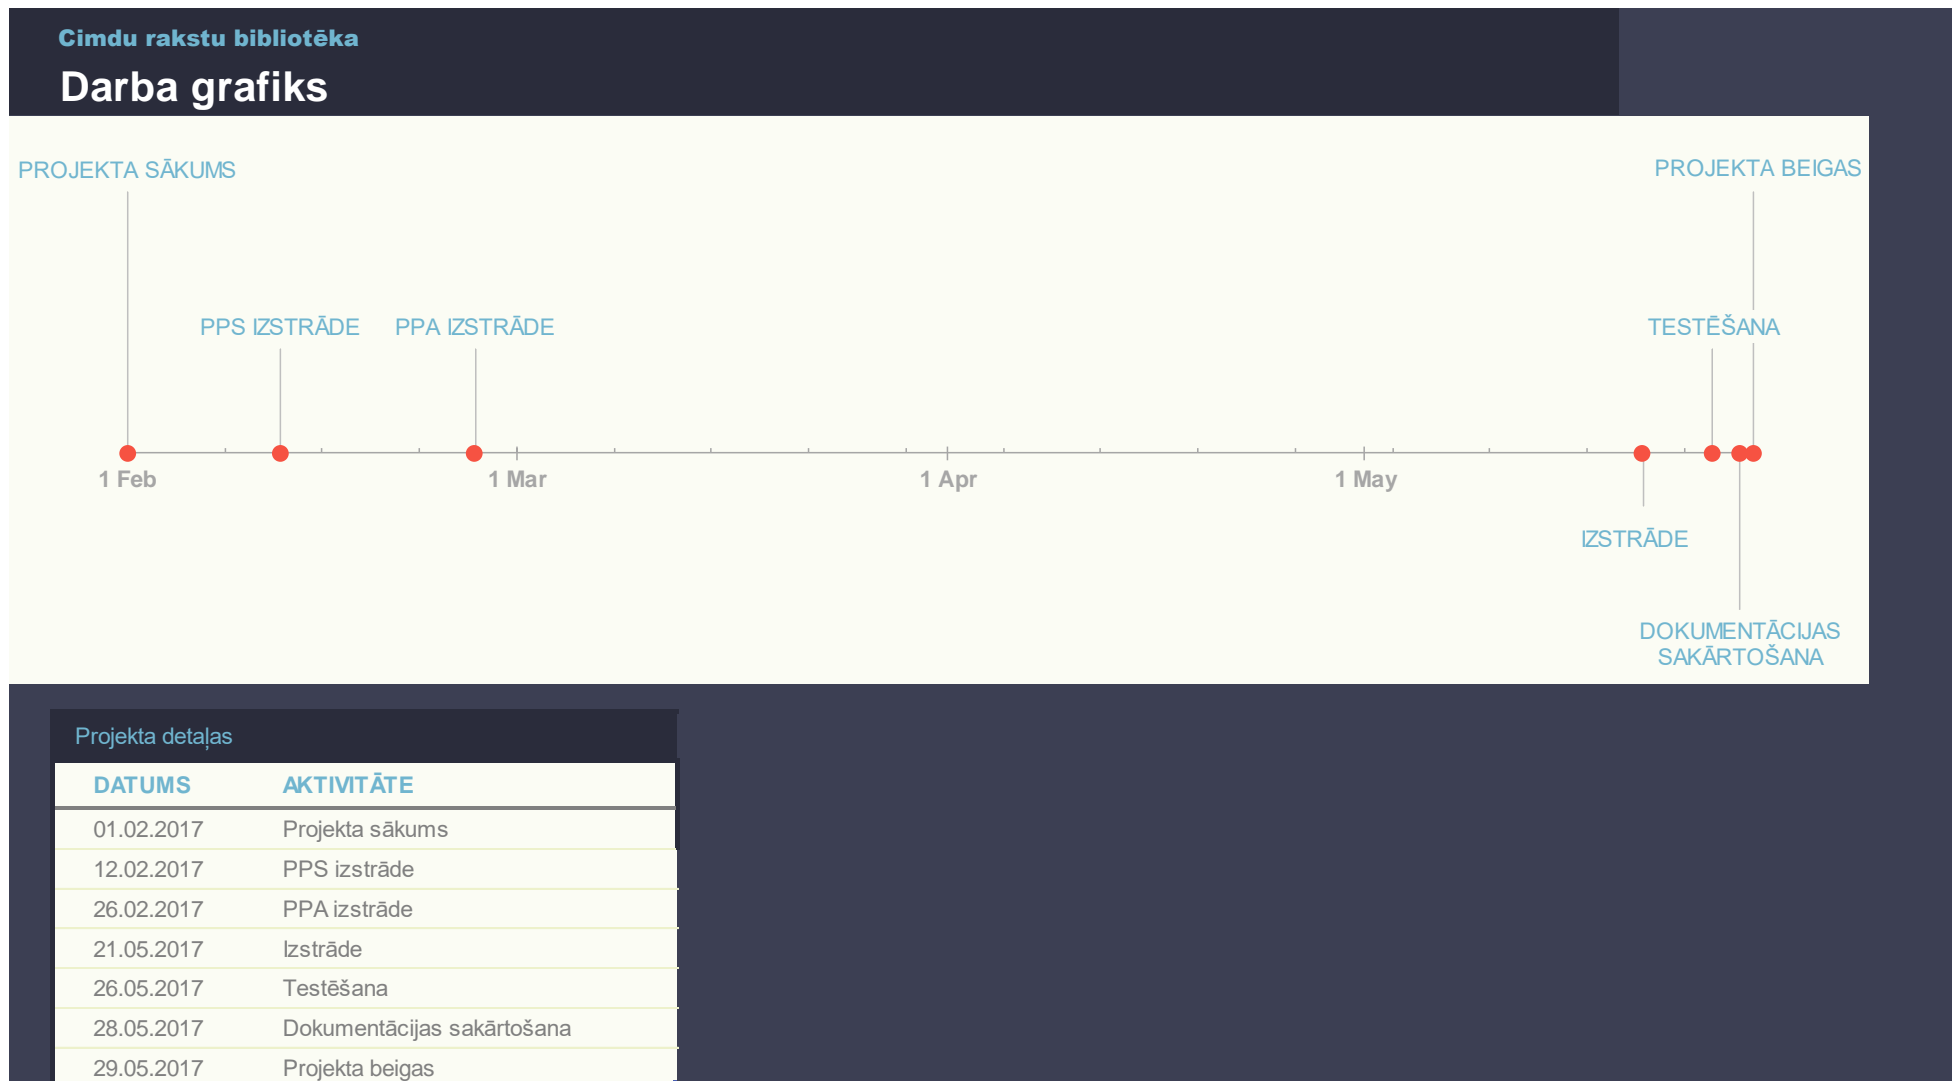 Cimdu rakstu bibliotēka
Darba grafiks
PROJEKTA SĀKUMS
PROJEKTA BEIGAS
PPS IZSTRĀDE
PPA IZSTRĀDE
TESTĒŠANA
1 Feb
1 Mar
1 Apr
1 May
IZSTRĀDE
DOKUMENTĀCIJAS
SAKĀRTOŠANA
Projekta detaļas
DATUMS AKTIVITĀTE
01.02.2017 Projekta sākums
12.02.2017 PPS izstrāde
26.02.2017 PPA izstrāde
21.05.2017 Izstrāde
26.05.2017 Testēšana
28.05.2017 Dokumentācijas sakārtošana
29.05.2017 Projekta beigas